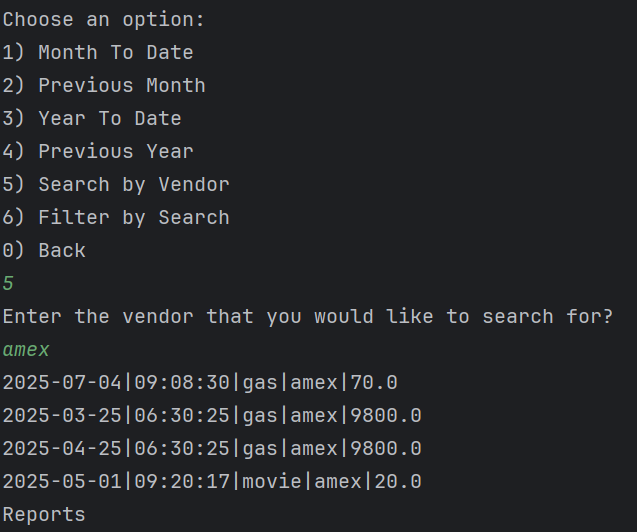 Choose an option:
1) Month To Date
2) Previous Month
3) Year To Date
4) Previous Year
5) Search by Vendor
6) Filter by Search
0) Back
5
Enter the vendor that you would like to search for?
amex
2025-07-04|09:08:30|gas|amex|70.0
2025-03-25|06:30:25|gas|amex|9800.0
2025-04-25|06:30:25|gas|amex|9800.0
2025-05-01|09:20:17|movie|amex|20.0
Reports